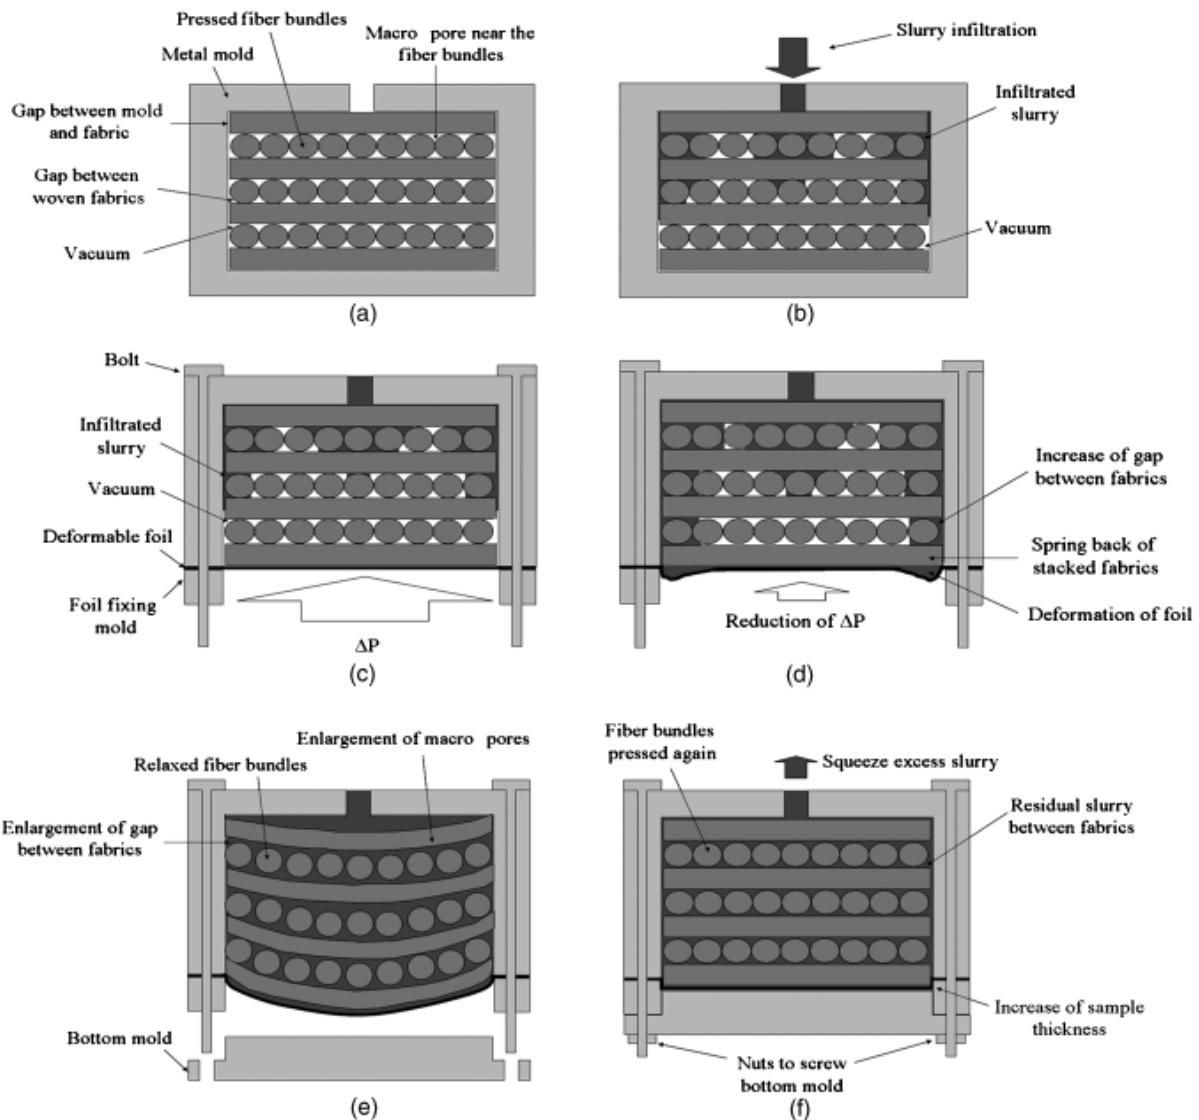 Pressed fiber bundles
Macro pore near the
fiber bundles
Metal mold
Gap between mold
and fabric
Gap between
woven fabrics
Vacuum
(a)
Slurry infiltration
Infiltrated
slurry
Vacuum
(b)
Bolt
Infiltrated
slurry
Vacuum
Deformable foil
Foil fixing
mold
ΔP
(c)
Increase of gap
between fabrics
Spring back of
stacked fabrics
Reduction of ΔP
Deformation of foil
(d)
Enlargement of macro pores
Relaxed fiber bundles
Enlargement of gap
between fabrics
Bottom mold
(e)
Fiber bundles
pressed again
Squeeze excess slurry
Residual slurry
between fabrics
Increase of sample
thickness
Nuts to screw
bottom mold
(f)